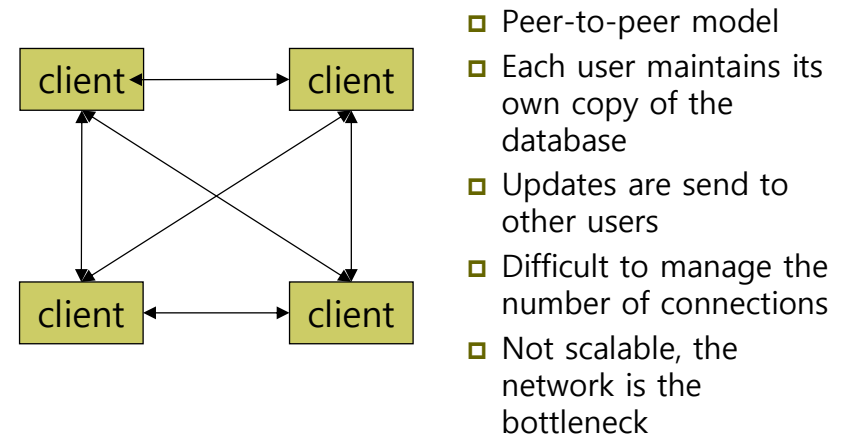 client
client
client
client
Peer-to-peer model
Each user maintains its
own copy of the
database
Updates are send to
other users
Difficult to manage the
number of connections
Not scalable, the
network is the
bottleneck